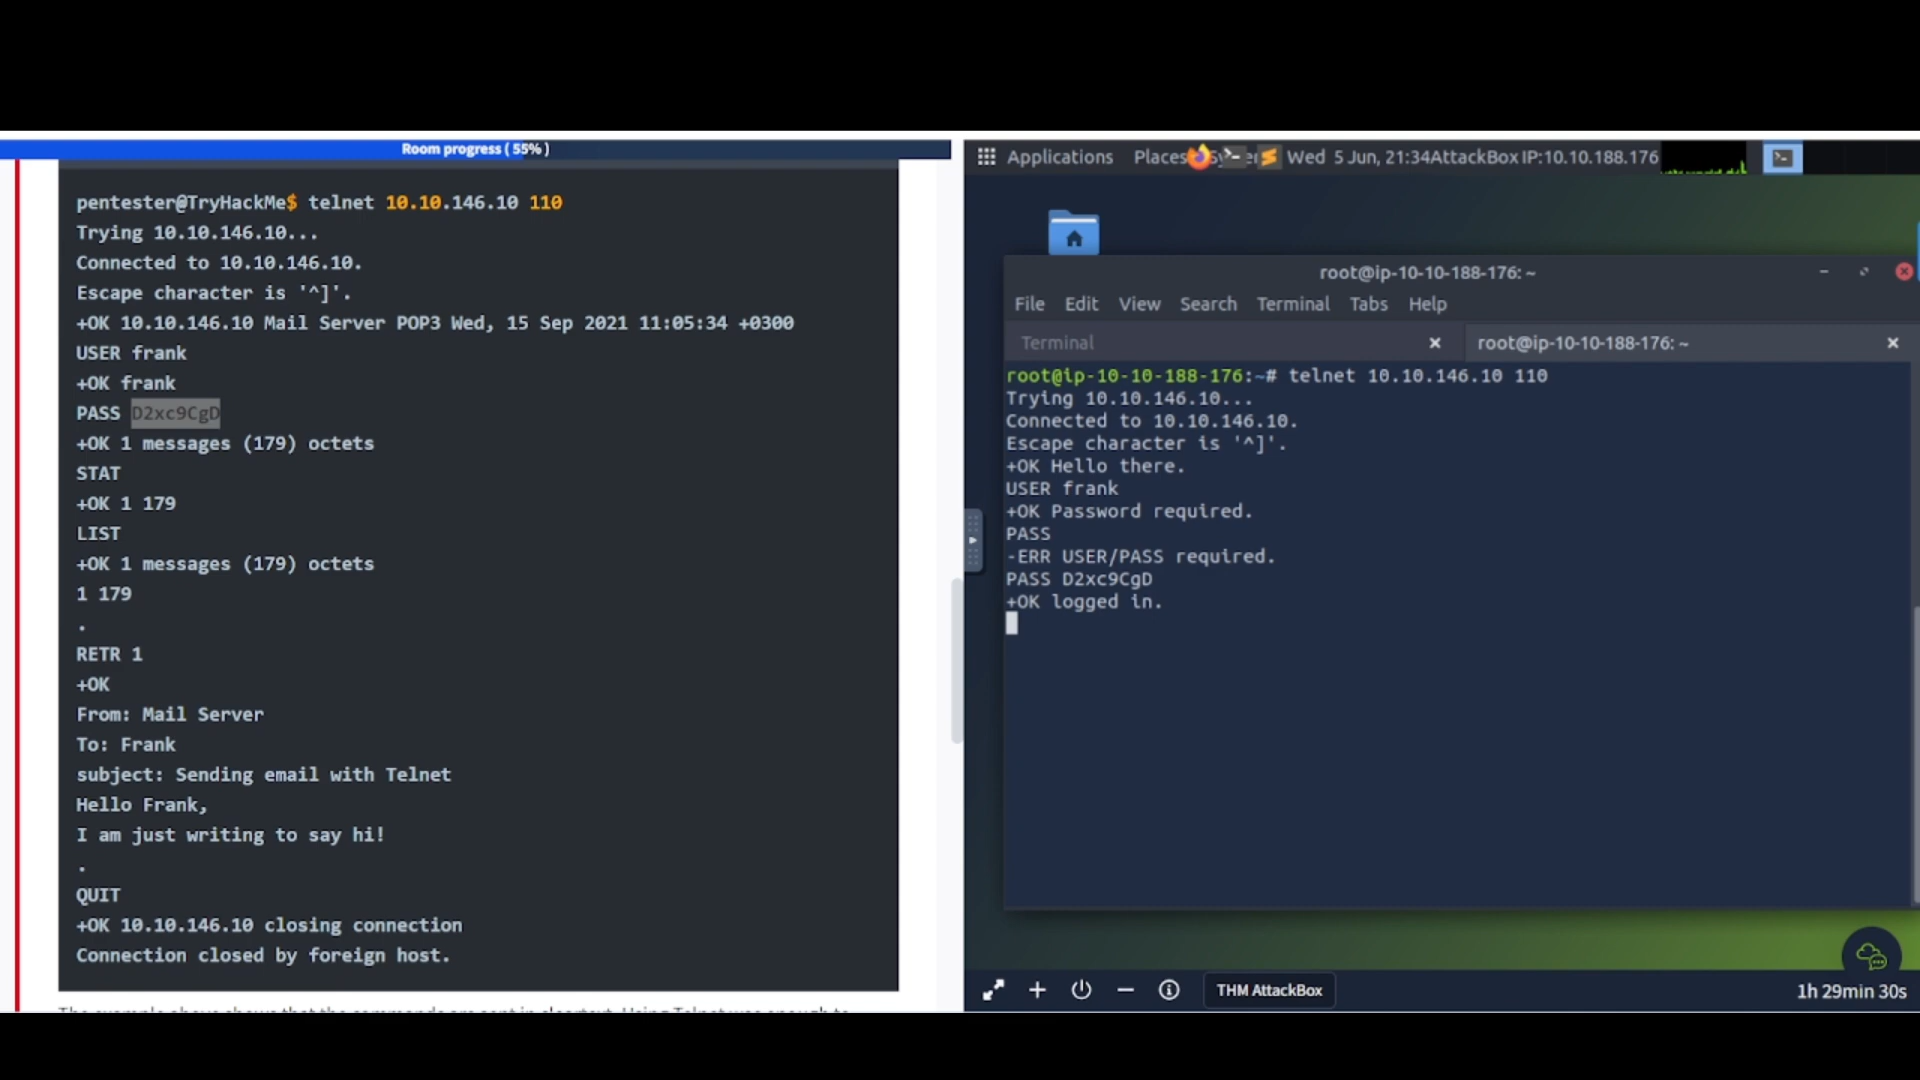 Room progress ( 55% )
pentester@TryHackMe$ telnet 10.10.146.10 110
Trying 10.10.146.10...
Connected to 10.10.146.10.
Escape character is '^]'.
+OK 10.10.146.10 Mail Server POP3 Wed, 15 Sep 2021 11:05:34 +0300
USER frank
+OK frank
PASS D2xc9CgD
+OK 1 messages (179) octets
STAT
+OK 1 179
LIST
+OK 1 messages (179) octets
1 179
.
RETR 1
+OK
From: Mail Server
To: Frank
subject: Sending email with Telnet
Hello Frank,
I am just writing to say hi!
.
QUIT
+OK 10.10.146.10 closing connection
Connection closed by foreign host.
Applications Places Wed 5 Jun, 21:34 AttackBox IP:10.10.188.176
root@ip-10-10-188-176: ~
File Edit View Search Terminal Tabs Help
Terminal
root@ip-10-10-188-176: ~
root@ip-10-10-188-176:~# telnet 10.10.146.10 110
Trying 10.10.146.10...
Connected to 10.10.146.10.
Escape character is '^]'.
+OK Hello there.
USER frank
+OK Password required.
PASS
-ERR USER/PASS required.
PASS D2xc9CgD
+OK logged in.
THM AttackBox
1h 29min 30s